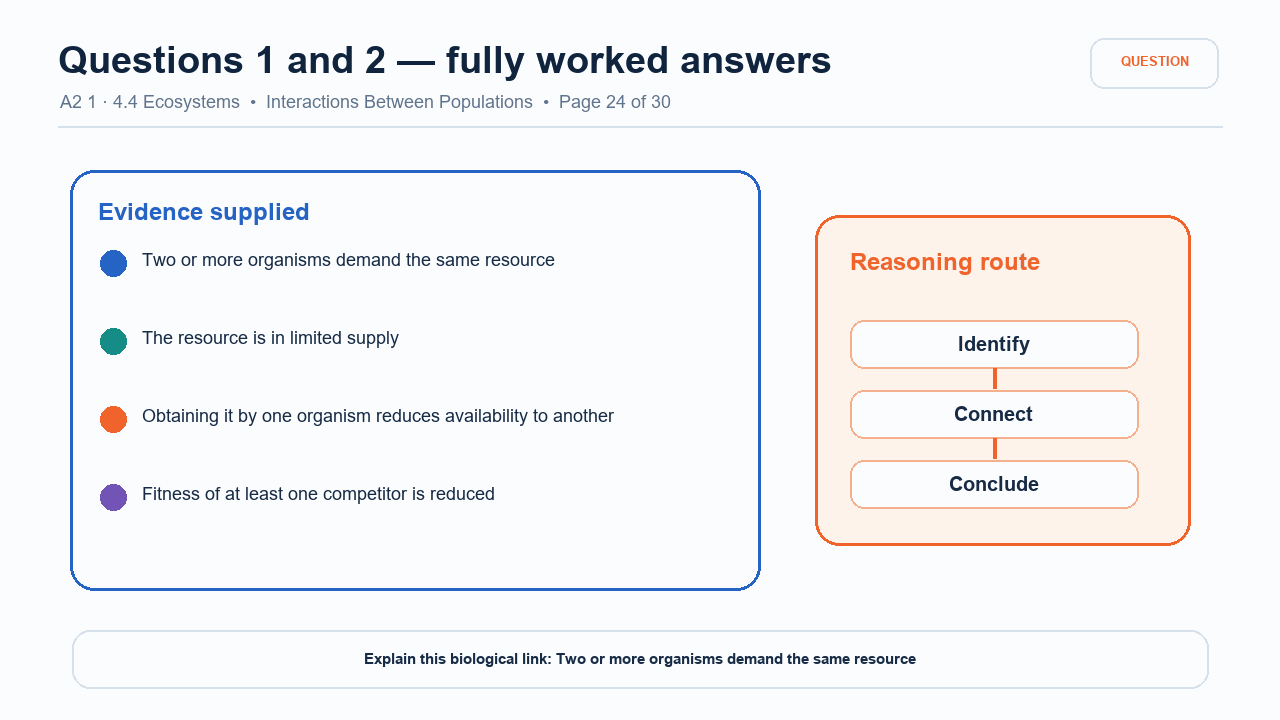 Questions 1 and 2 — fully worked answers
QUESTION
A2 1 · 4.4 Ecosystems • Interactions Between Populations • Page 24 of 30
Evidence supplied
Two or more organisms demand the same resource
The resource is in limited supply
Obtaining it by one organism reduces availability to another
Fitness of at least one competitor is reduced
Reasoning route
Identify
Connect
Conclude
Explain this biological link: Two or more organisms demand the same resource